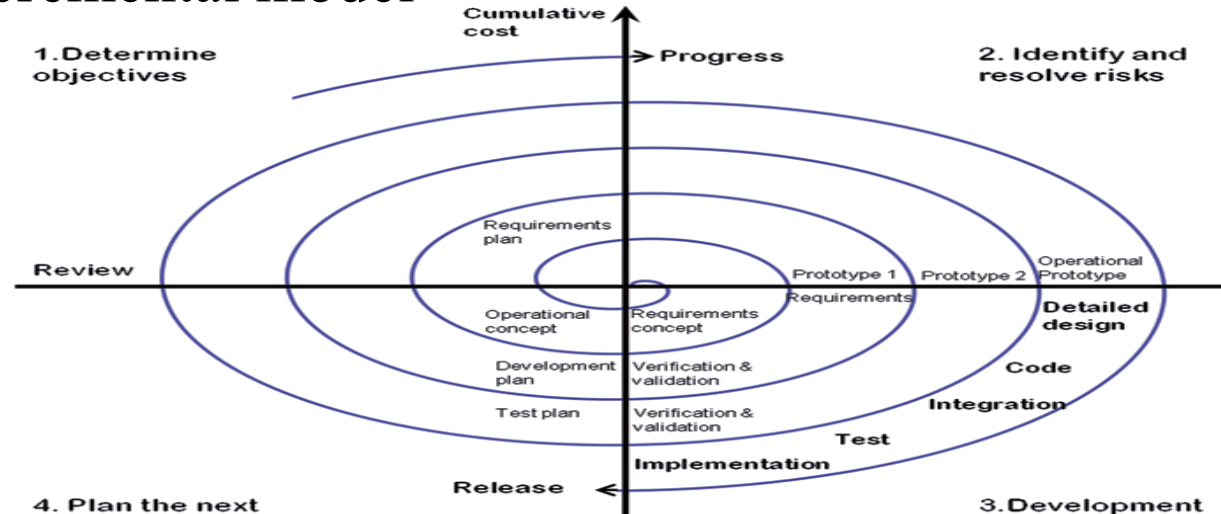 Cumulative
cost
1.Determine
objectives
Progress
2. Identify and
resolve risks
Requirements
plan
Review
Prototype 1
Prototype 2
Operational
Prototype
Requirements
Operational
concept
Requirements
concept
Detailed
design
Development
plan
Verification &
validation
Code
Test plan
Verification &
validation
Integration
Test
Implementation
Release
4. Plan the next
3.Development